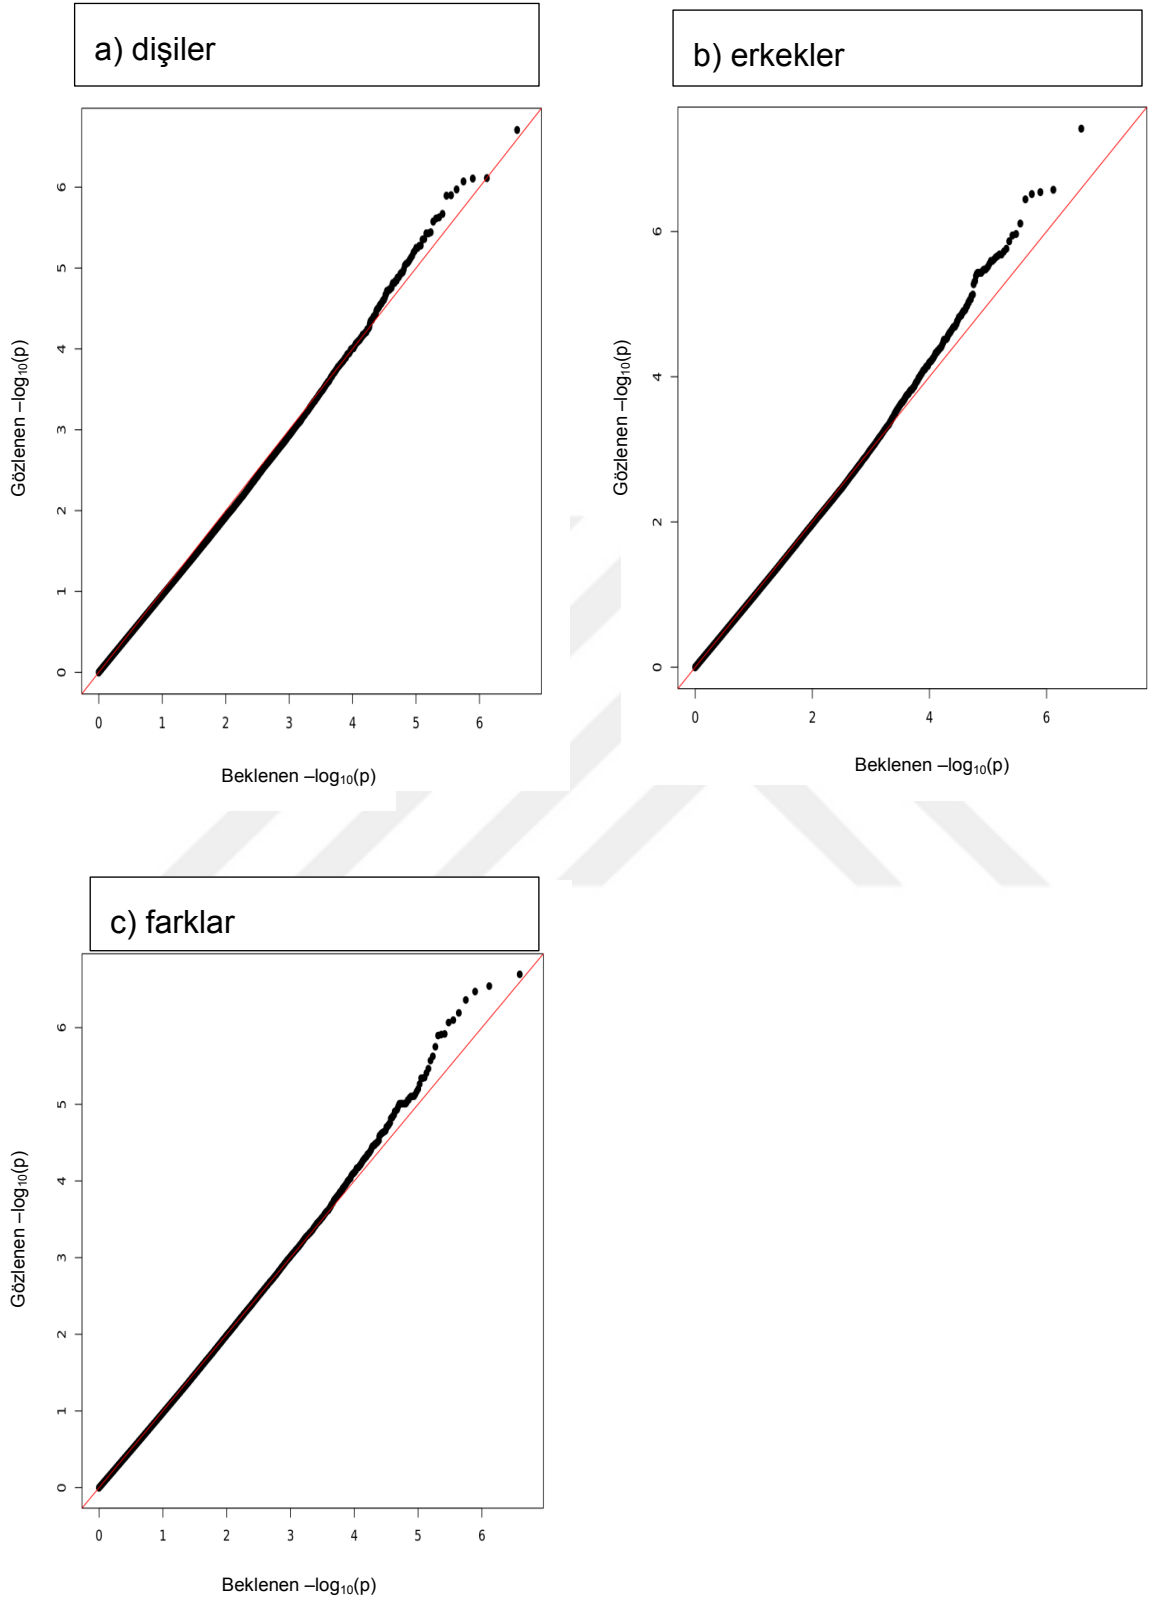 a) dişiler
b) erkekler
Gözlenen –log₁₀(p)
6
5
4
3
2
1
0
0 1 2 3 4 5 6
Beklenen –log₁₀(p)
Gözlenen –log₁₀(p)
6
4
2
0
0 2 4 6
Beklenen –log₁₀(p)
c) farklar
Gözlenen –log₁₀(p)
6
5
4
3
2
1
0
0 1 2 3 4 5 6
Beklenen –log₁₀(p)